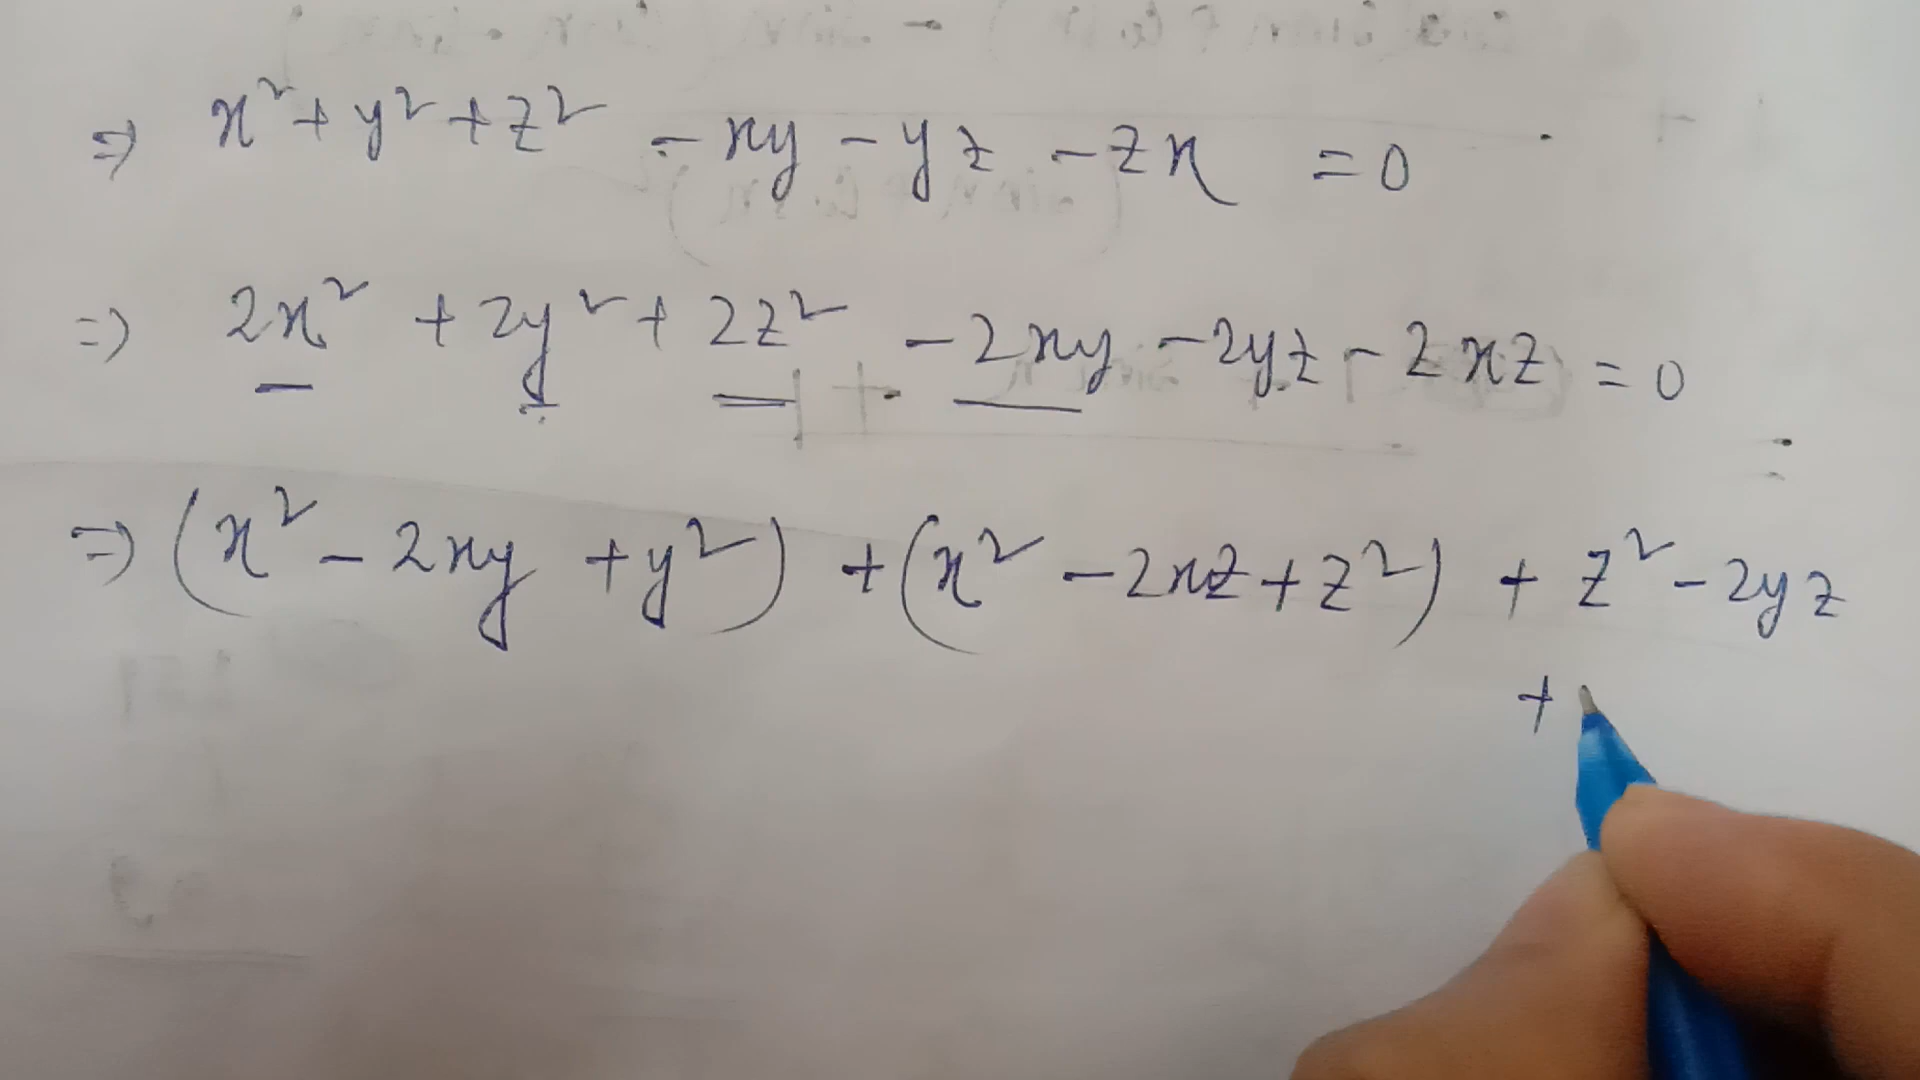 ⇒ x² + y² + z² - xy - yz - zx = 0
⇒ 2x² + 2y² + 2z² - 2xy - 2yz - 2xz = 0
⇒ (x² - 2xy + y²) + (x² - 2xz + z²) + z² - 2yz
+